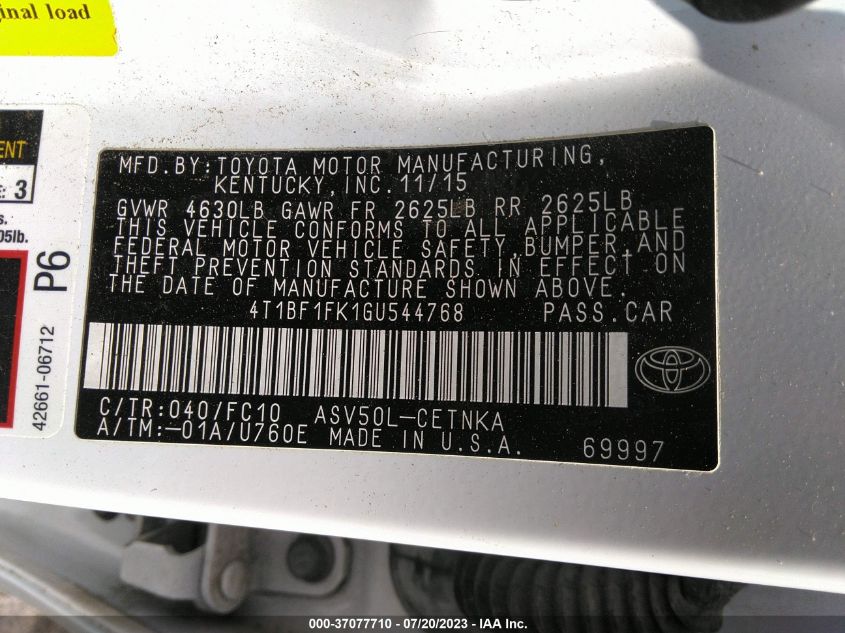 ginal load
ENT
E: 3
s.
05lb.
P6
42661-06712
MFD.BY:TOYOTA MOTOR MANUFACTURING,
KENTUCKY,INC.11/15
GVWR 4630LB GAWR FR 2625LB RR 2625LB
THIS VEHICLE CONFORMS TO ALL APPLICABLE
FEDERAL MOTOR VEHICLE SAFETY,BUMPER,AND
THEFT PREVENTION STANDARDS IN EFFECT ON
THE DATE OF MANUFACTURE SHOWN ABOVE.
4T1BF1FK1GU544768 PASS.CAR
C/TR:040/FC10 ASV50L-CETNKA
A/TM:-01A/U760E MADE IN U.S.A. 69997
000-37077710 - 07/20/2023 - IAA Inc.